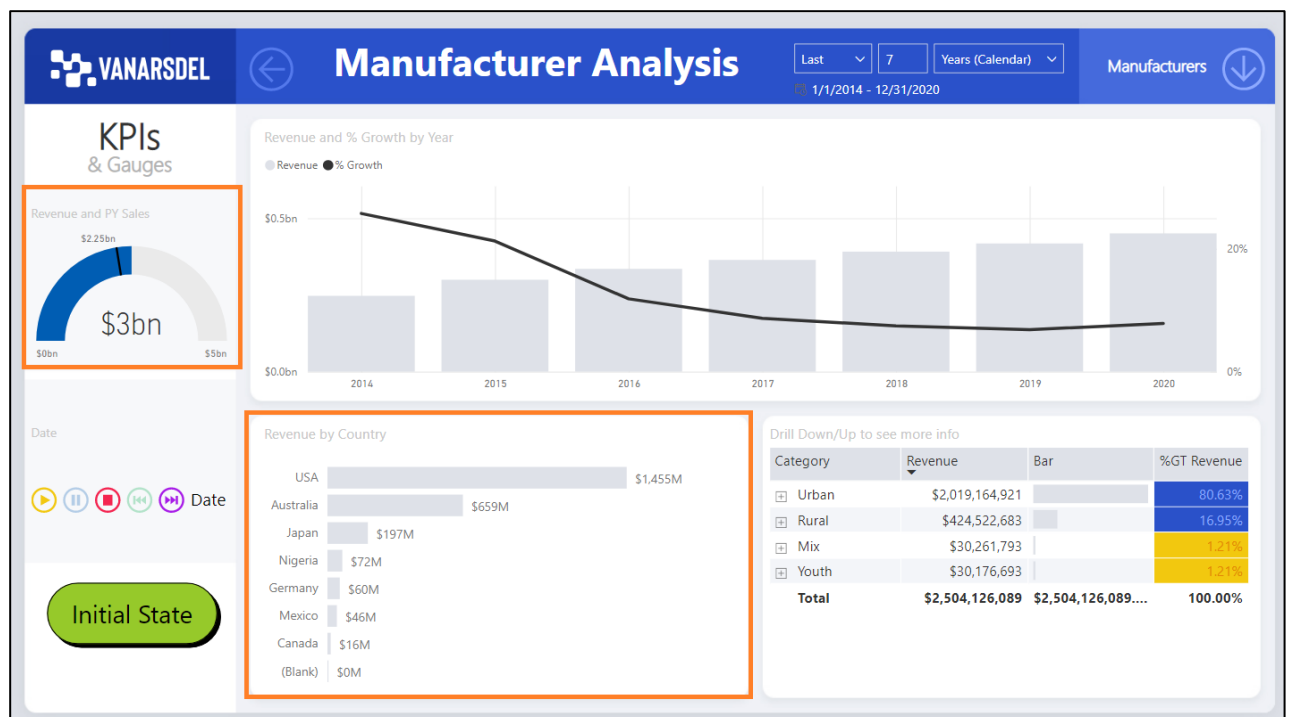 VANARSDEL
Manufacturer Analysis
Last 7 Years (Calendar)
1/1/2014 - 12/31/2020
Manufacturers
KPIs
& Gauges
Revenue and PY Sales
$2.25bn
$3bn
$0bn $5bn
Date
Date
Initial State
Revenue and % Growth by Year
Revenue % Growth
$0.5bn
20%
$0.0bn
0%
2014 2015 2016 2017 2018 2019 2020
Revenue by Country
USA $1,455M
Australia $659M
Japan $197M
Nigeria $72M
Germany $60M
Mexico $46M
Canada $16M
(Blank) $0M
Drill Down/Up to see more info
Category Revenue Bar %GT Revenue
Urban $2,019,164,921 80.63%
Rural $424,522,683 16.95%
Mix $30,261,793 1.21%
Youth $30,176,693 1.21%
Total $2,504,126,089 $2,504,126,089.... 100.00%